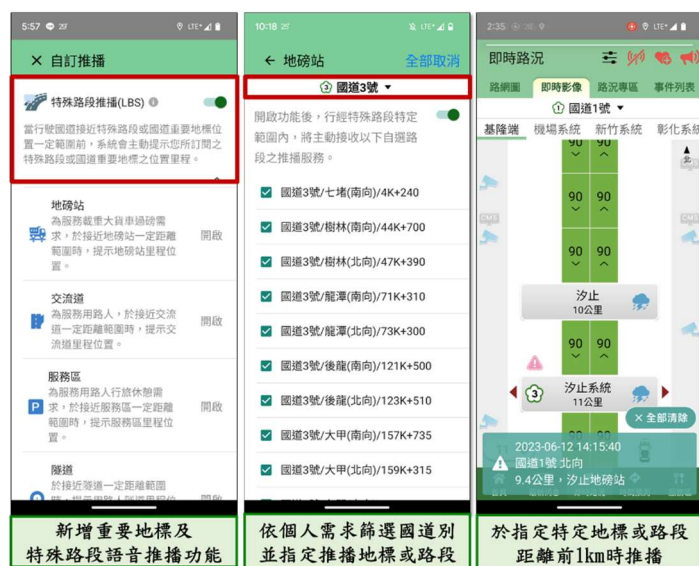 5:57
LTE+
自訂推播
特殊路段推播(LBS)
當行駛國道接近特殊路段或國道重要地標位
置一定距離前，系統會主動提示您所訂閱之
特殊路段或國道重要地標之位置里程。
地磅站
為服務載重大貨車過磅需
求，於接近地磅站一定距離
範圍時，提示地磅站里程位
置。
開啟
交流道
為服務用路人，於接近交流
道一定距離範圍時，提示交
流道里程位置。
開啟
服務區
為服務用路人行旅休憩需
求，於接近服務區一定距離
範圍時，提示服務區里程位
置。
開啟
P
隧道
於接近隧道一定距離範圍
新增重要地標及
特殊路段語音推播功能
10:18
LTE+
地磅站
全部取消
3 國道3號
開啟功能後，行經特殊路段特定
範圍內，將主動接收以下自選路
段之推播服務。
國道3號/七堵(南向)/4K+240
國道3號/樹林(南向)/44K+700
國道3號/樹林(北向)/47K+390
國道3號/龍潭(南向)/71K+310
國道3號/龍潭(北向)/73K+300
國道3號/後龍(南向)/121K+500
國道3號/後龍(北向)/123K+510
國道3號/大甲(南向)/157K+735
國道3號/大甲(北向)/159K+315
依個人需求篩選國道別
並指定推播地標或路段
2:35
LTE+
即時路況
路網圖 即時影像 路況專區 事件列表
1 國道1號
基隆端 機場系統 新竹系統 彰化系統
90 90
北
90 90
CMS
CMS
90 90
汐止
10公里
90 90
3
汐止系統
11公里
× 全部清除
90 90
2023-06-12 14:15:40
國道1號 北向
9.4公里，汐止地磅站
於指定特定地標或路段
距離前1km時推播